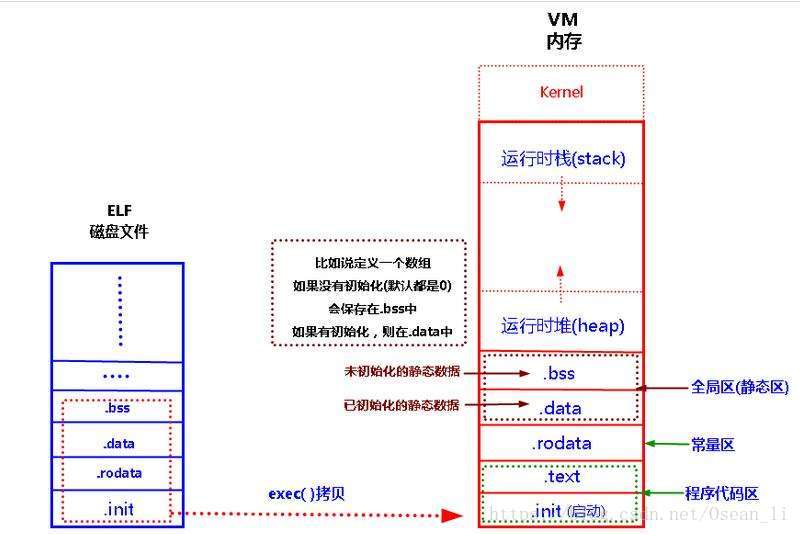 VM
内存
Kernel
运行时栈(stack)
ELF
磁盘文件
比如说定义一个数组
如果没有初始化(默认都是0)
会保存在.bss中
如果有初始化，则在.data中
运行时堆(heap)
未初始化的静态数据
.bss
全局区(静态区)
已初始化的静态数据
.data
.bss
.data
.rodata
常量区
.rodata
.text
exec( )拷贝
程序代码区
.init
.init (启动)
csdn.net/Osean_li